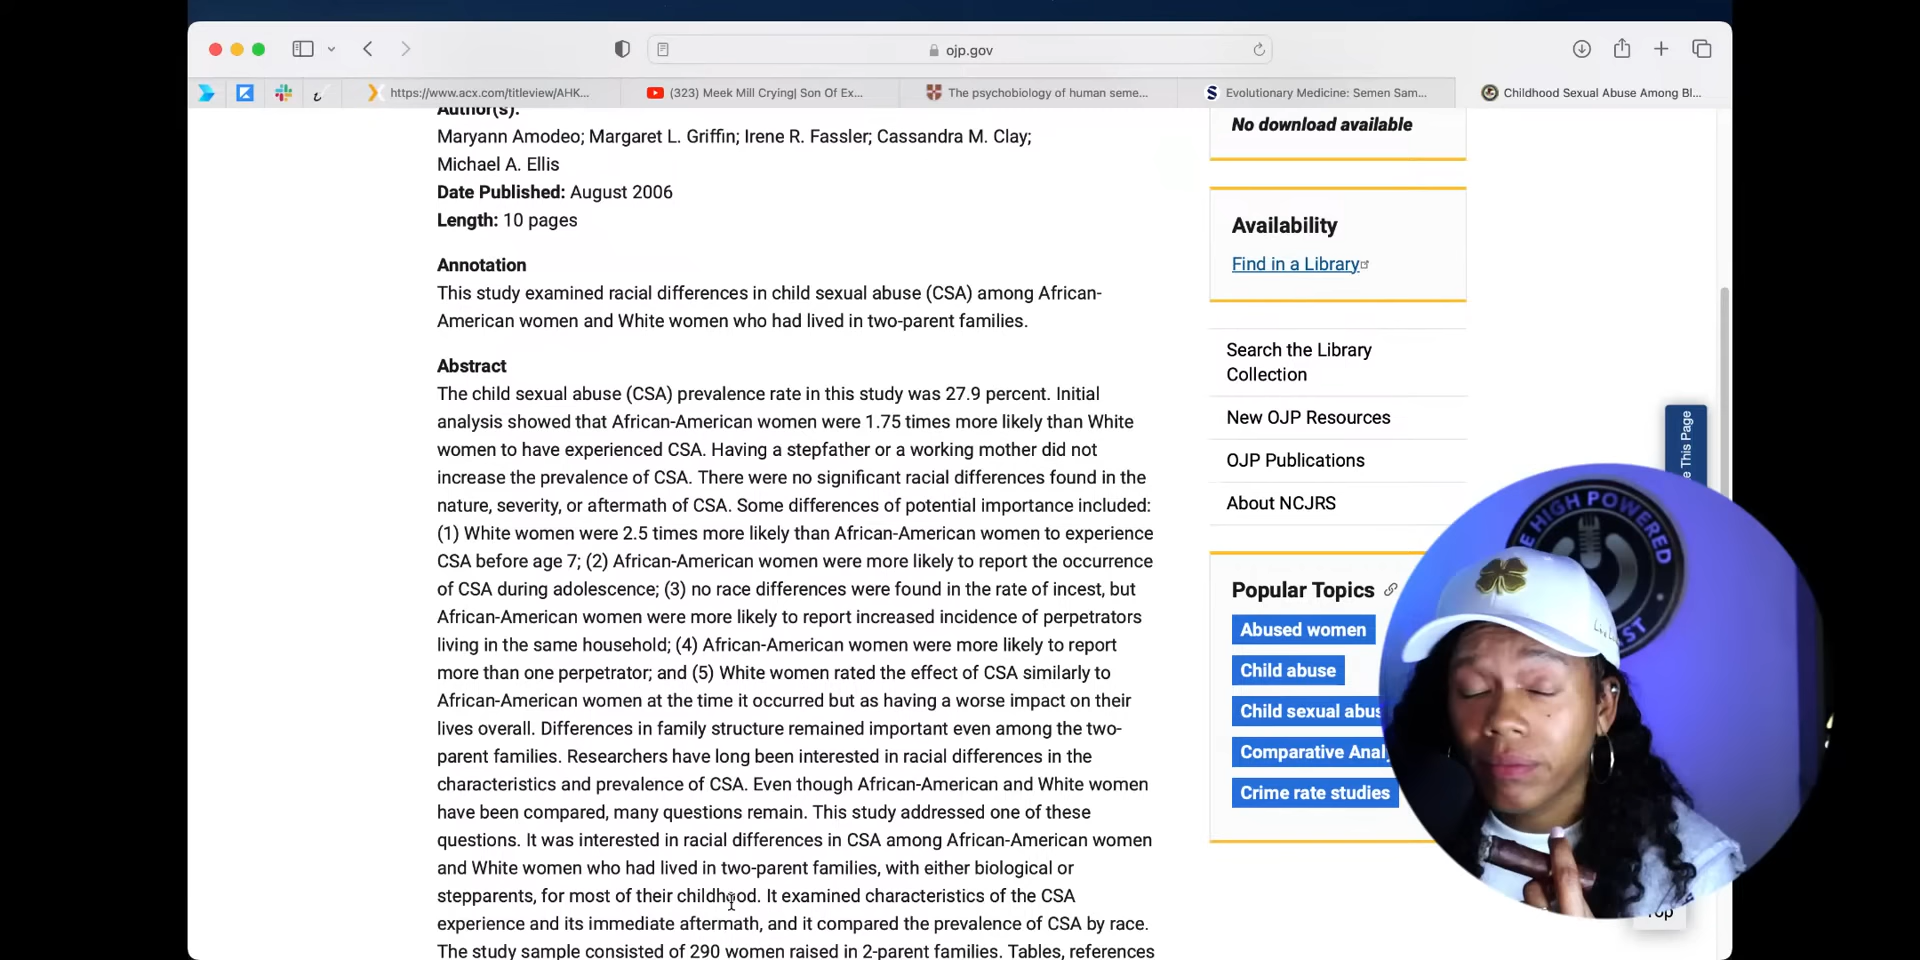 ojp.gov
https://www.acx.com/titleview/AHK...
(323) Meek Mill Crying| Son Of Ex...
The psychobiology of human seme...
S Evolutionary Medicine: Semen Sam...
Childhood Sexual Abuse Among Bl...
Author(s):
Maryann Amodeo; Margaret L. Griffin; Irene R. Fassler; Cassandra M. Clay;
Michael A. Ellis
Date Published: August 2006
Length: 10 pages
Annotation
This study examined racial differences in child sexual abuse (CSA) among African-
American women and White women who had lived in two-parent families.
Abstract
The child sexual abuse (CSA) prevalence rate in this study was 27.9 percent. Initial
analysis showed that African-American women were 1.75 times more likely than White
women to have experienced CSA. Having a stepfather or a working mother did not
increase the prevalence of CSA. There were no significant racial differences found in the
nature, severity, or aftermath of CSA. Some differences of potential importance included:
(1) White women were 2.5 times more likely than African-American women to experience
CSA before age 7; (2) African-American women were more likely to report the occurrence
of CSA during adolescence; (3) no race differences were found in the rate of incest, but
African-American women were more likely to report increased incidence of perpetrators
living in the same household; (4) African-American women were more likely to report
more than one perpetrator; and (5) White women rated the effect of CSA similarly to
African-American women at the time it occurred but as having a worse impact on their
lives overall. Differences in family structure remained important even among the two-
parent families. Researchers have long been interested in racial differences in the
characteristics and prevalence of CSA. Even though African-American and White women
have been compared, many questions remain. This study addressed one of these
questions. It was interested in racial differences in CSA among African-American women
and White women who had lived in two-parent families, with either biological or
stepparents, for most of their childhood. It examined characteristics of the CSA
experience and its immediate aftermath, and it compared the prevalence of CSA by race.
The study sample consisted of 290 women raised in 2-parent families. Tables, references
No download available
Availability
Find in a Library
Search the Library
Collection
New OJP Resources
OJP Publications
About NCJRS
Popular Topics
Abused women
Child abuse
Child sexual abus
Comparative Anal
Crime rate studies
e This Page
HIGH POWERED
Top